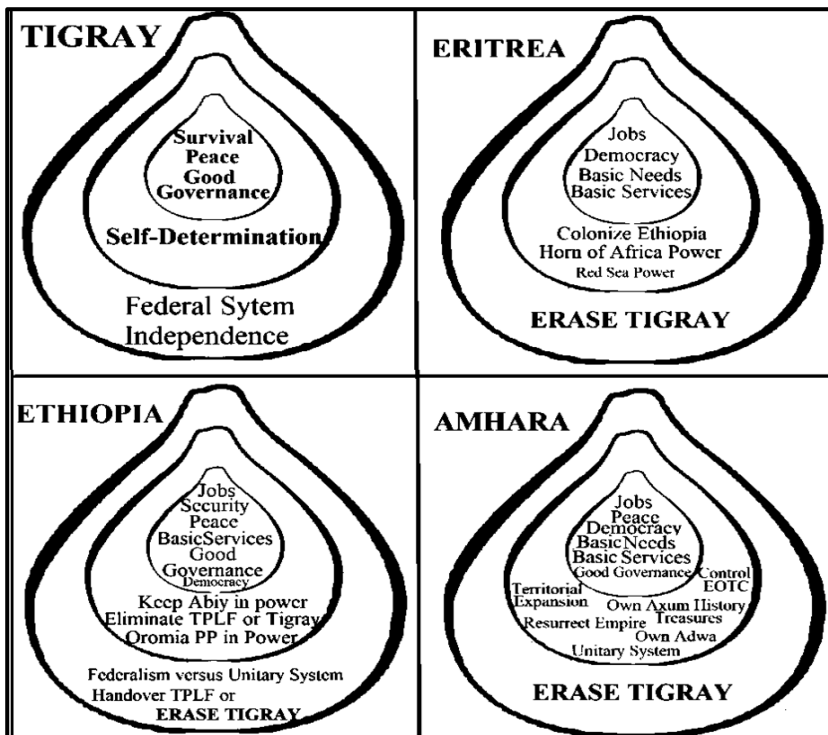 TIGRAY
Survival
Peace
Good
Governance
Self-Determination
Federal Sytem
Independence
ERITREA
Jobs
Democracy
Basic Needs
Basic Services
Colonize Ethiopia
Horn of Africa Power
Red Sea Power
ERASE TIGRAY
ETHIOPIA
Jobs
Security
Peace
BasicServices
Good
Governance
Democracy
Keep Abiy in power
Eliminate TPLF or Tigray
Oromia PP in Power
Federalism versus Unitary System
Handover TPLF or
ERASE TIGRAY
AMHARA
Jobs
Peace
Democracy
Basic Needs
Basic Services
Good Governance
Control
EOTC
Territorial
Expansion
Own Axum History
Treasures
Resurrect Empire
Own Adwa
Unitary System
ERASE TIGRAY